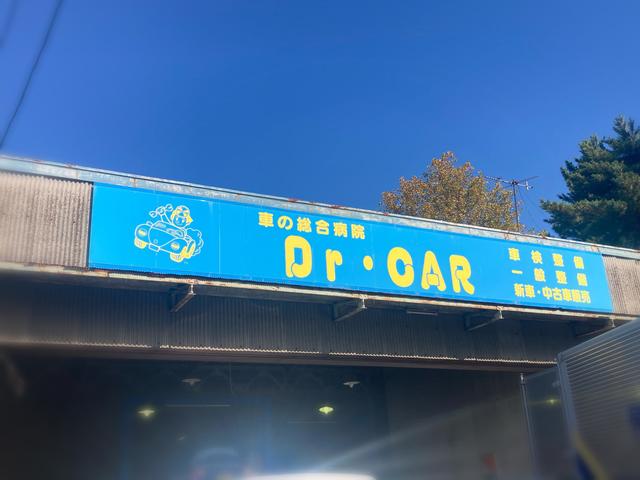 車の総合病院
Dr・CAR
車検整備
一般整備
新車・中古車販売